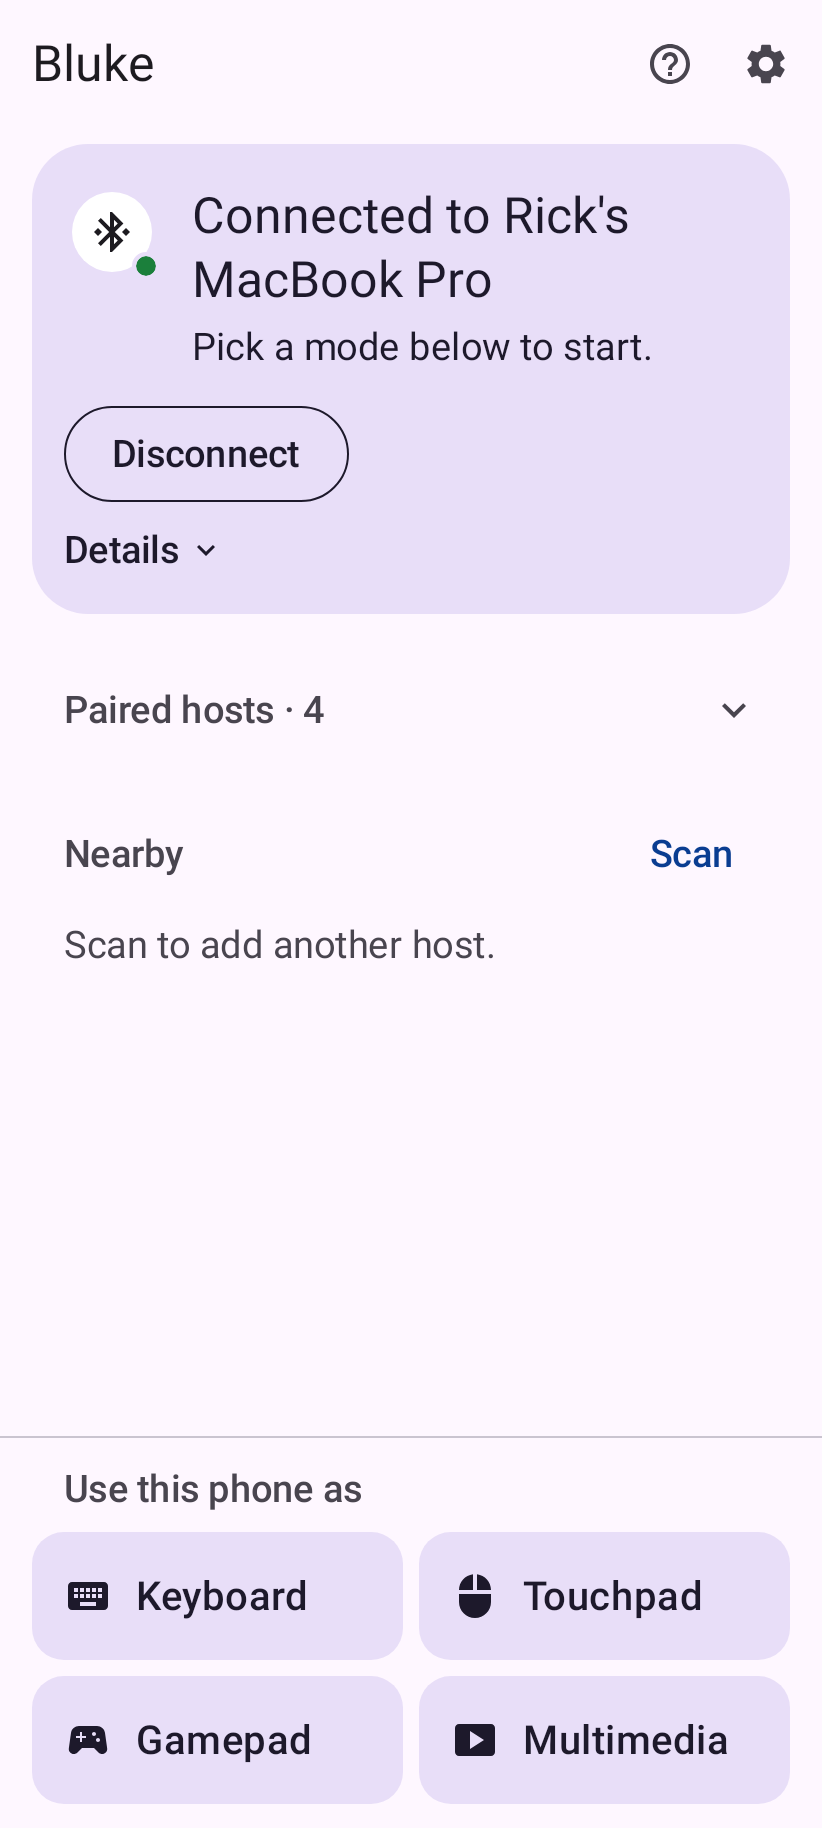 Bluke
Connected to Rick's
MacBook Pro
Pick a mode below to start.
Disconnect
Details
Paired hosts · 4
Nearby
Scan
Scan to add another host.
Use this phone as
Keyboard
Touchpad
Gamepad
Multimedia